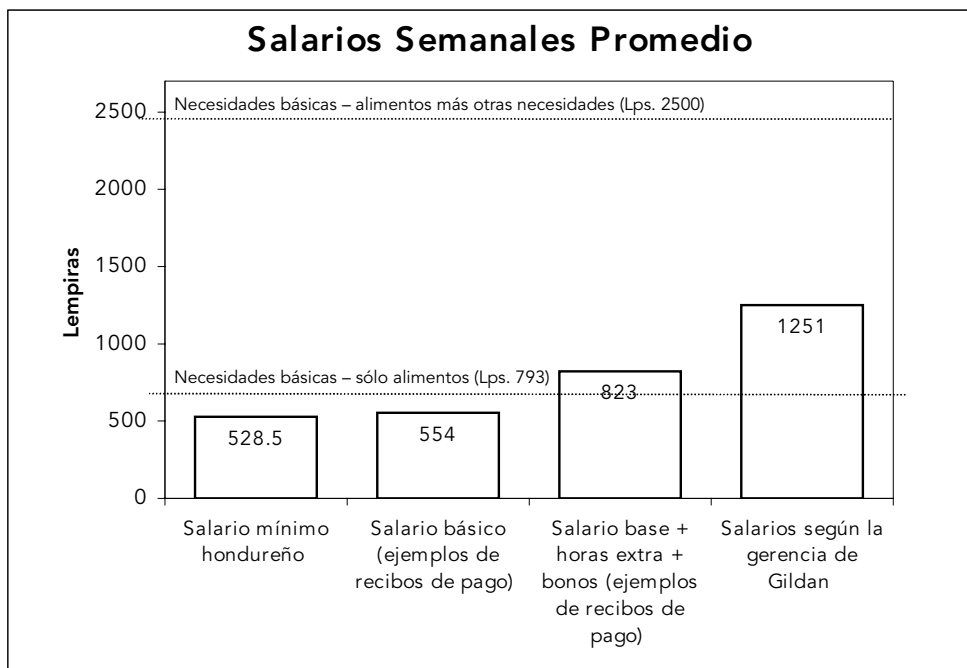 Salarios Semanales Promedio
Necesidades básicas – alimentos más otras necesidades (Lps. 2500)
2500
2000
1500
1000
500
0
Lempiras
Necesidades básicas – sólo alimentos (Lps. 793)
528.5
554
823
1251
Salario mínimo
hondureño
Salario básico
(ejemplos de
recibos de pago)
Salario base +
horas extra +
bonos (ejemplos
de recibos de
pago)
Salarios según la
gerencia de
Gildan